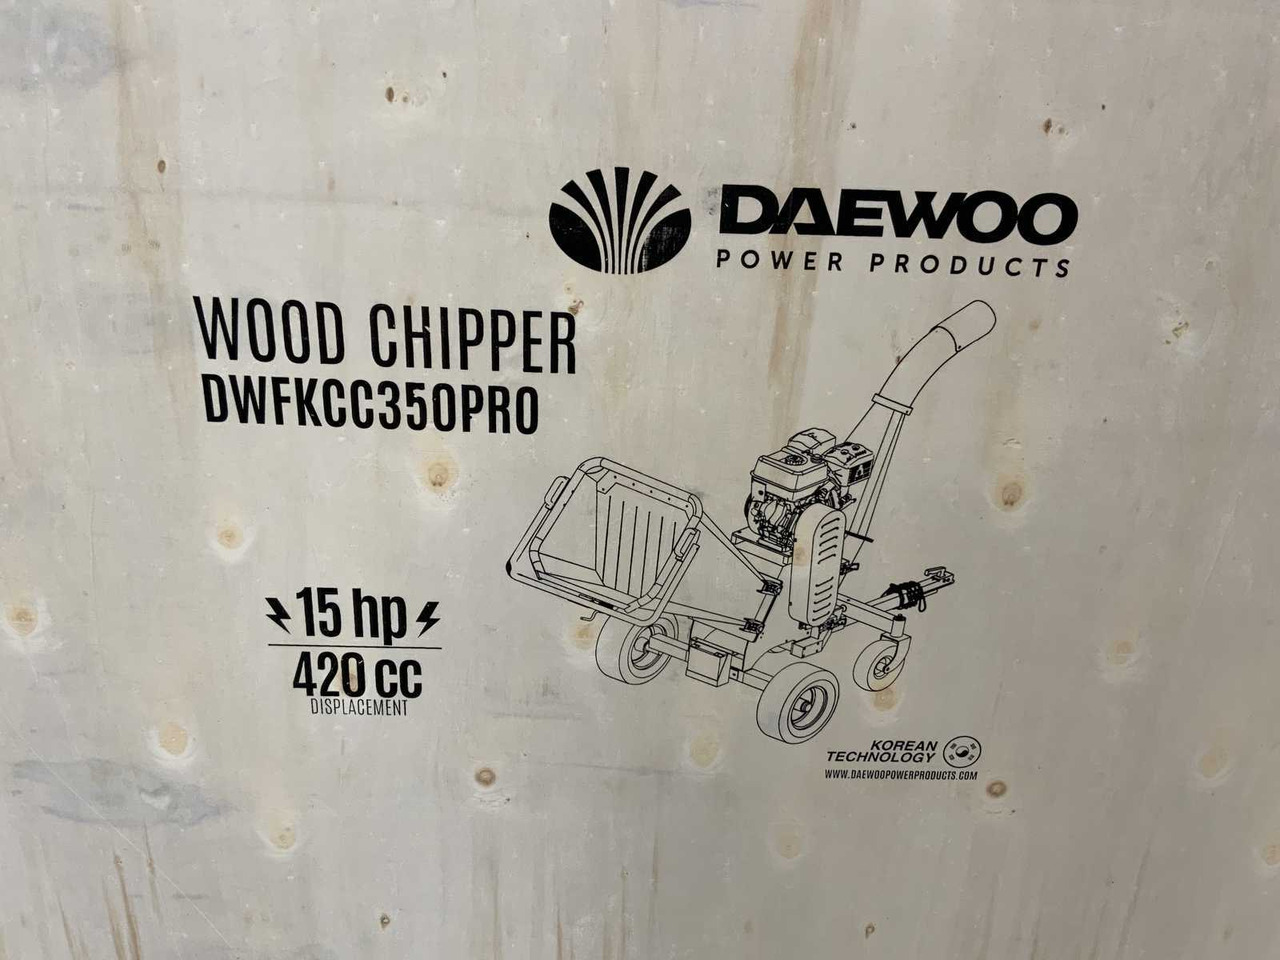 DAEWOO
POWER PRODUCTS
WOOD CHIPPER
DWFKCC350PRO
15 hp
420 CC
DISPLACEMENT
KOREAN
TECHNOLOGY
WWW.DAEWOOPOWERPRODUCTS.COM